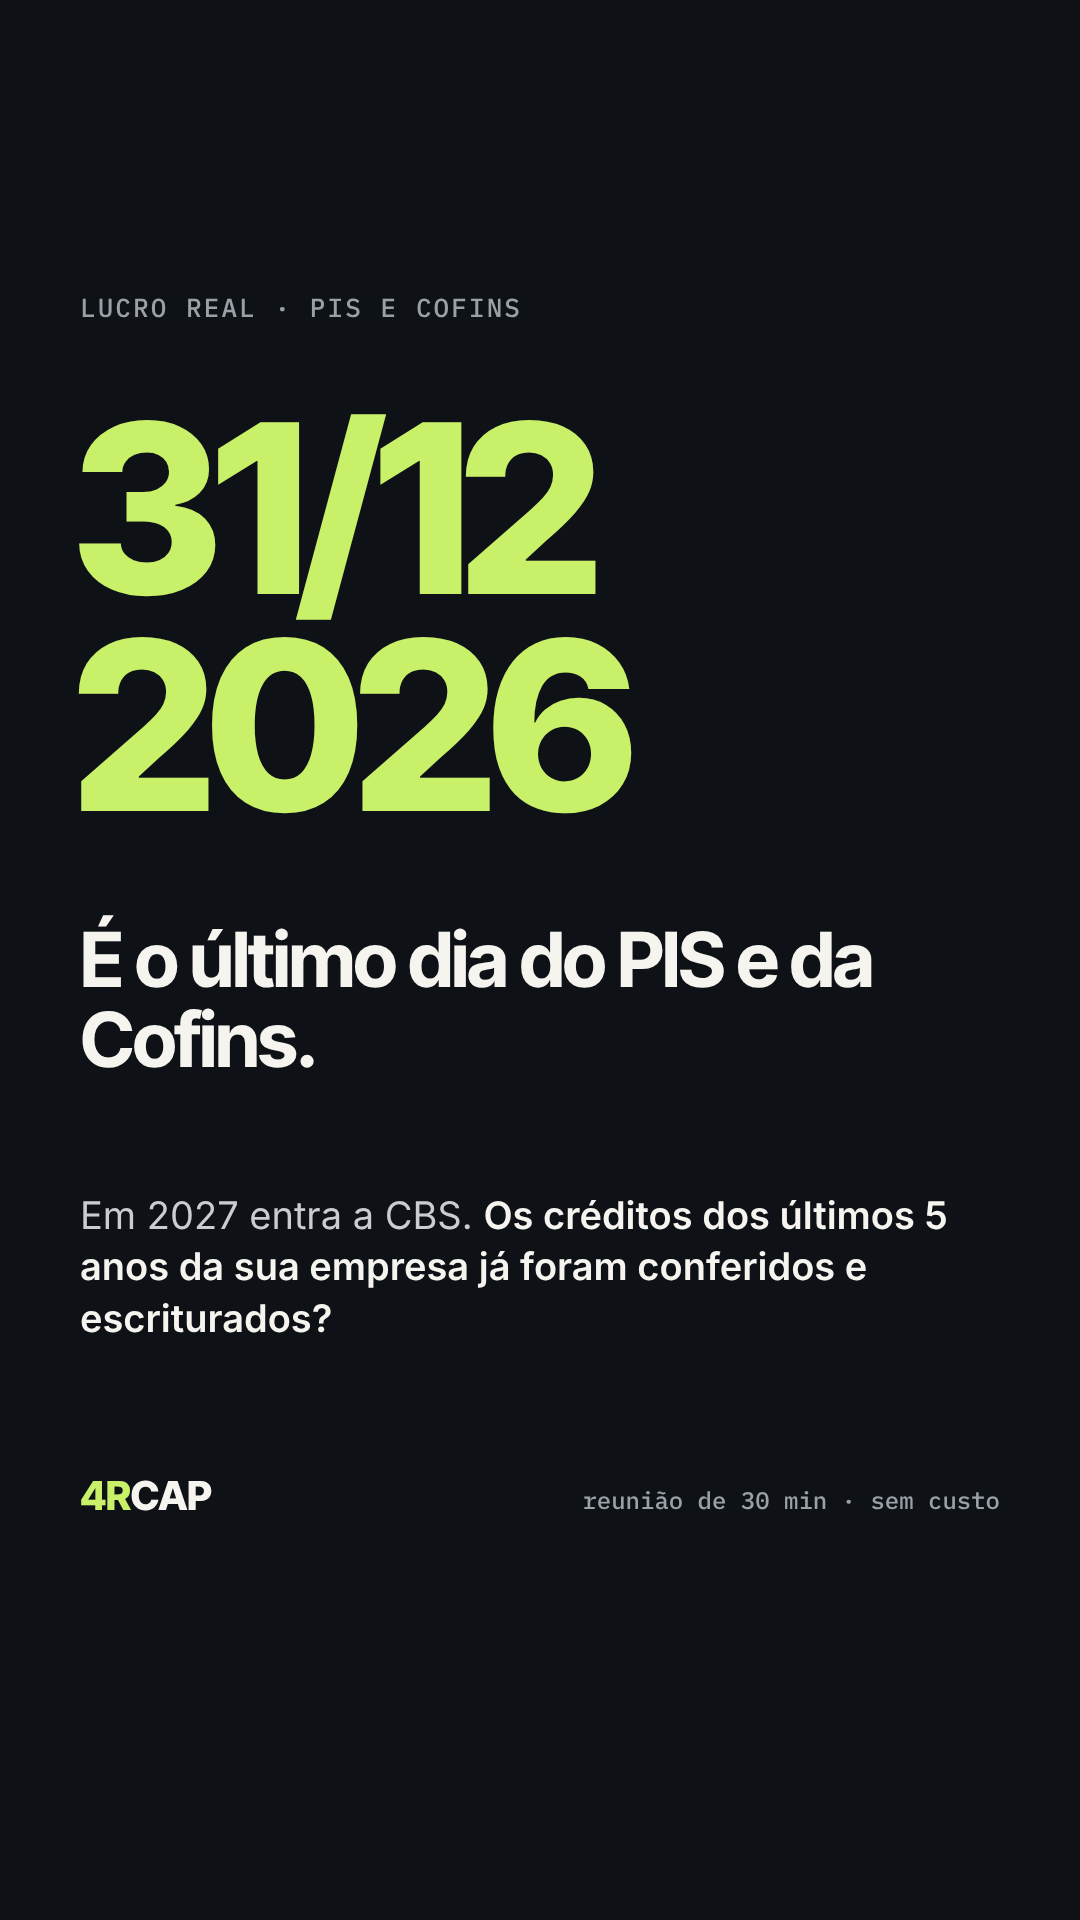 LUCRO REAL · PIS E COFINS
31/12
2026
É o último dia do PIS e da
Cofins.
Em 2027 entra a CBS. Os créditos dos últimos 5
anos da sua empresa já foram conferidos e
escriturados?
4RCAP
reunião de 30 min · sem custo